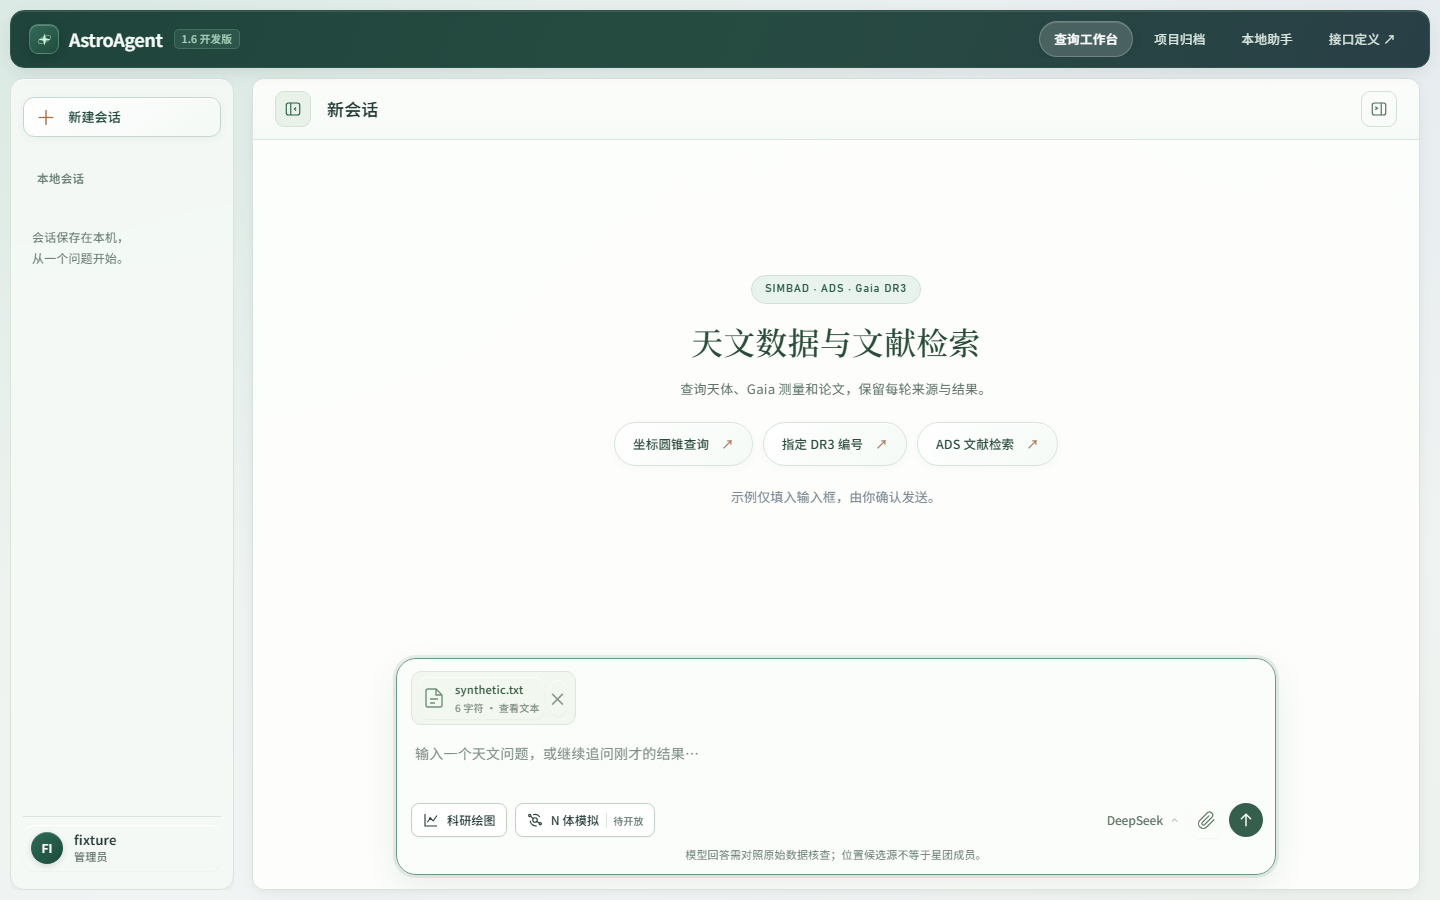 AstroAgent
1.6 开发版
查询工作台
项目归档
本地助手
接口定义 ↗
新建会话
本地会话
会话保存在本机，
从一个问题开始。
FI
fixture
管理员
新会话
SIMBAD · ADS · Gaia DR3
天文数据与文献检索
查询天体、Gaia 测量和论文，保留每轮来源与结果。
坐标圆锥查询 ↗
指定 DR3 编号 ↗
ADS 文献检索 ↗
示例仅填入输入框，由你确认发送。
synthetic.txt
6 字符 · 查看文本
输入一个天文问题，或继续追问刚才的结果…
科研绘图
N 体模拟
待开放
DeepSeek
模型回答需对照原始数据核查；位置候选源不等于星团成员。